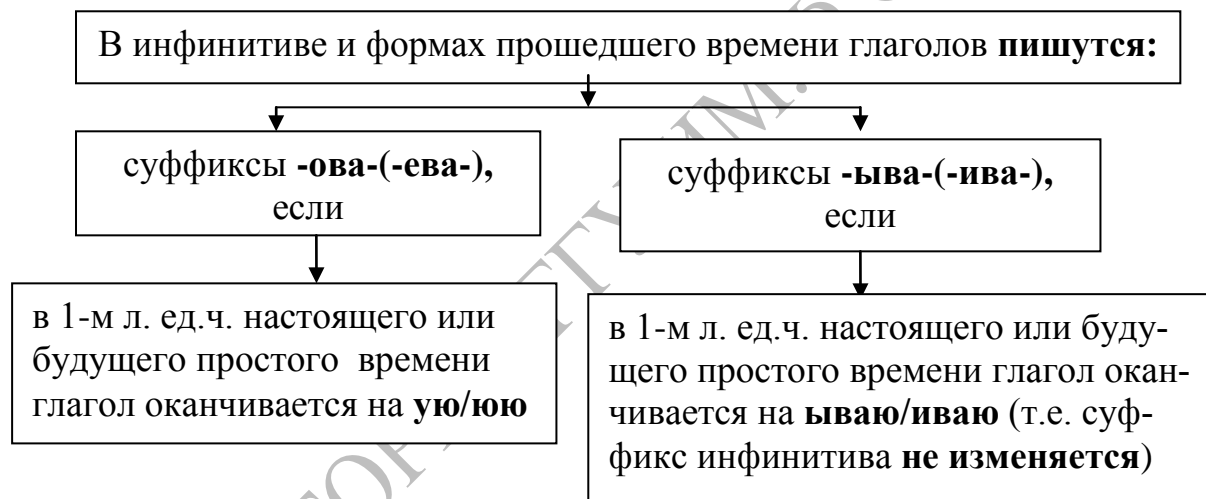 В инфинитиве и формах прошедшего времени глаголов пишутся:
суффиксы -ова-(-ева-),
если
суффиксы -ыва-(-ива-),
если
в 1-м л. ед.ч. настоящего или
будущего простого времени
глагол оканчивается на ую/юю
в 1-м л. ед.ч. настоящего или буду-
щего простого времени глагол окан-
чивается на ываю/иваю (т.е. суф-
фикс инфинитива не изменяется)